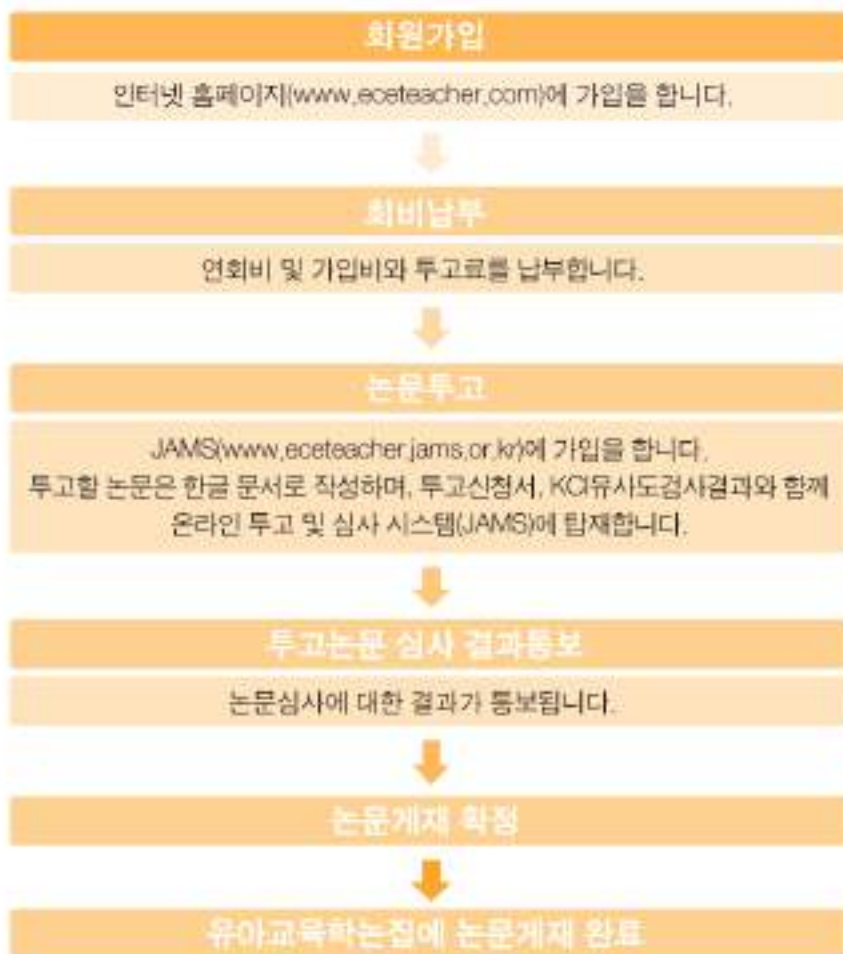 회원가입
인터넷 홈페이지(www.eceteacher.com)에 가입을 합니다.
회비납부
연회비 및 가입비와 투고료를 납부합니다.
논문투고
JAMS(www.eceteacher.jams.or.kr)에 가입을 합니다.
투고할 논문은 한글 문서로 작성하며, 투고신청서, KCI유사도검사결과와 함께
온라인 투고 및 심사 시스템(JAMS)에 탑재합니다.
투고논문 심사 결과통보
논문심사에 대한 결과가 통보됩니다.
논문게재 확정
유아교육학논집에 논문게재 완료